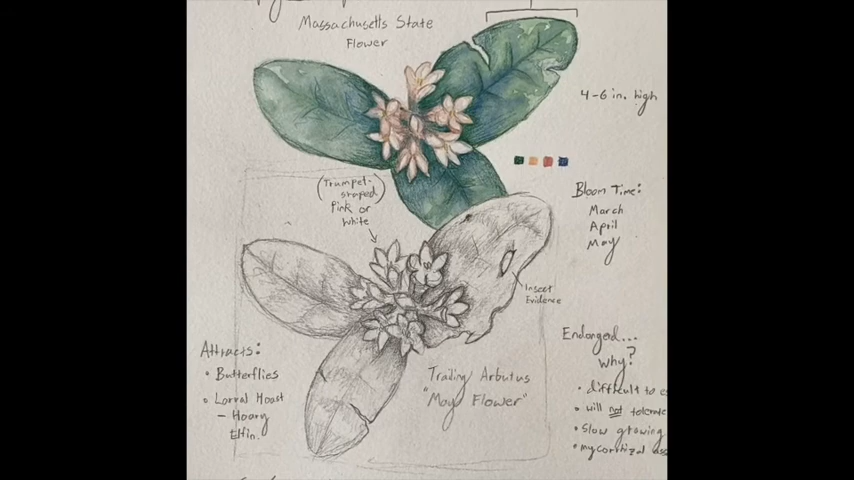 Massachusetts State
Flower
4-6 in. high
(Trumpet-
shaped)
Pink or
White
Bloom Time:
March
April
May
Insect
Evidence
Attracts:
• Butterflies
• Larval Hoast
- Hoary
Elfin.
Trailing Arbutus
"May Flower"
Endangered...
Why?
• difficult to
• will not tolerate
• slow growing
• mycorrhizal